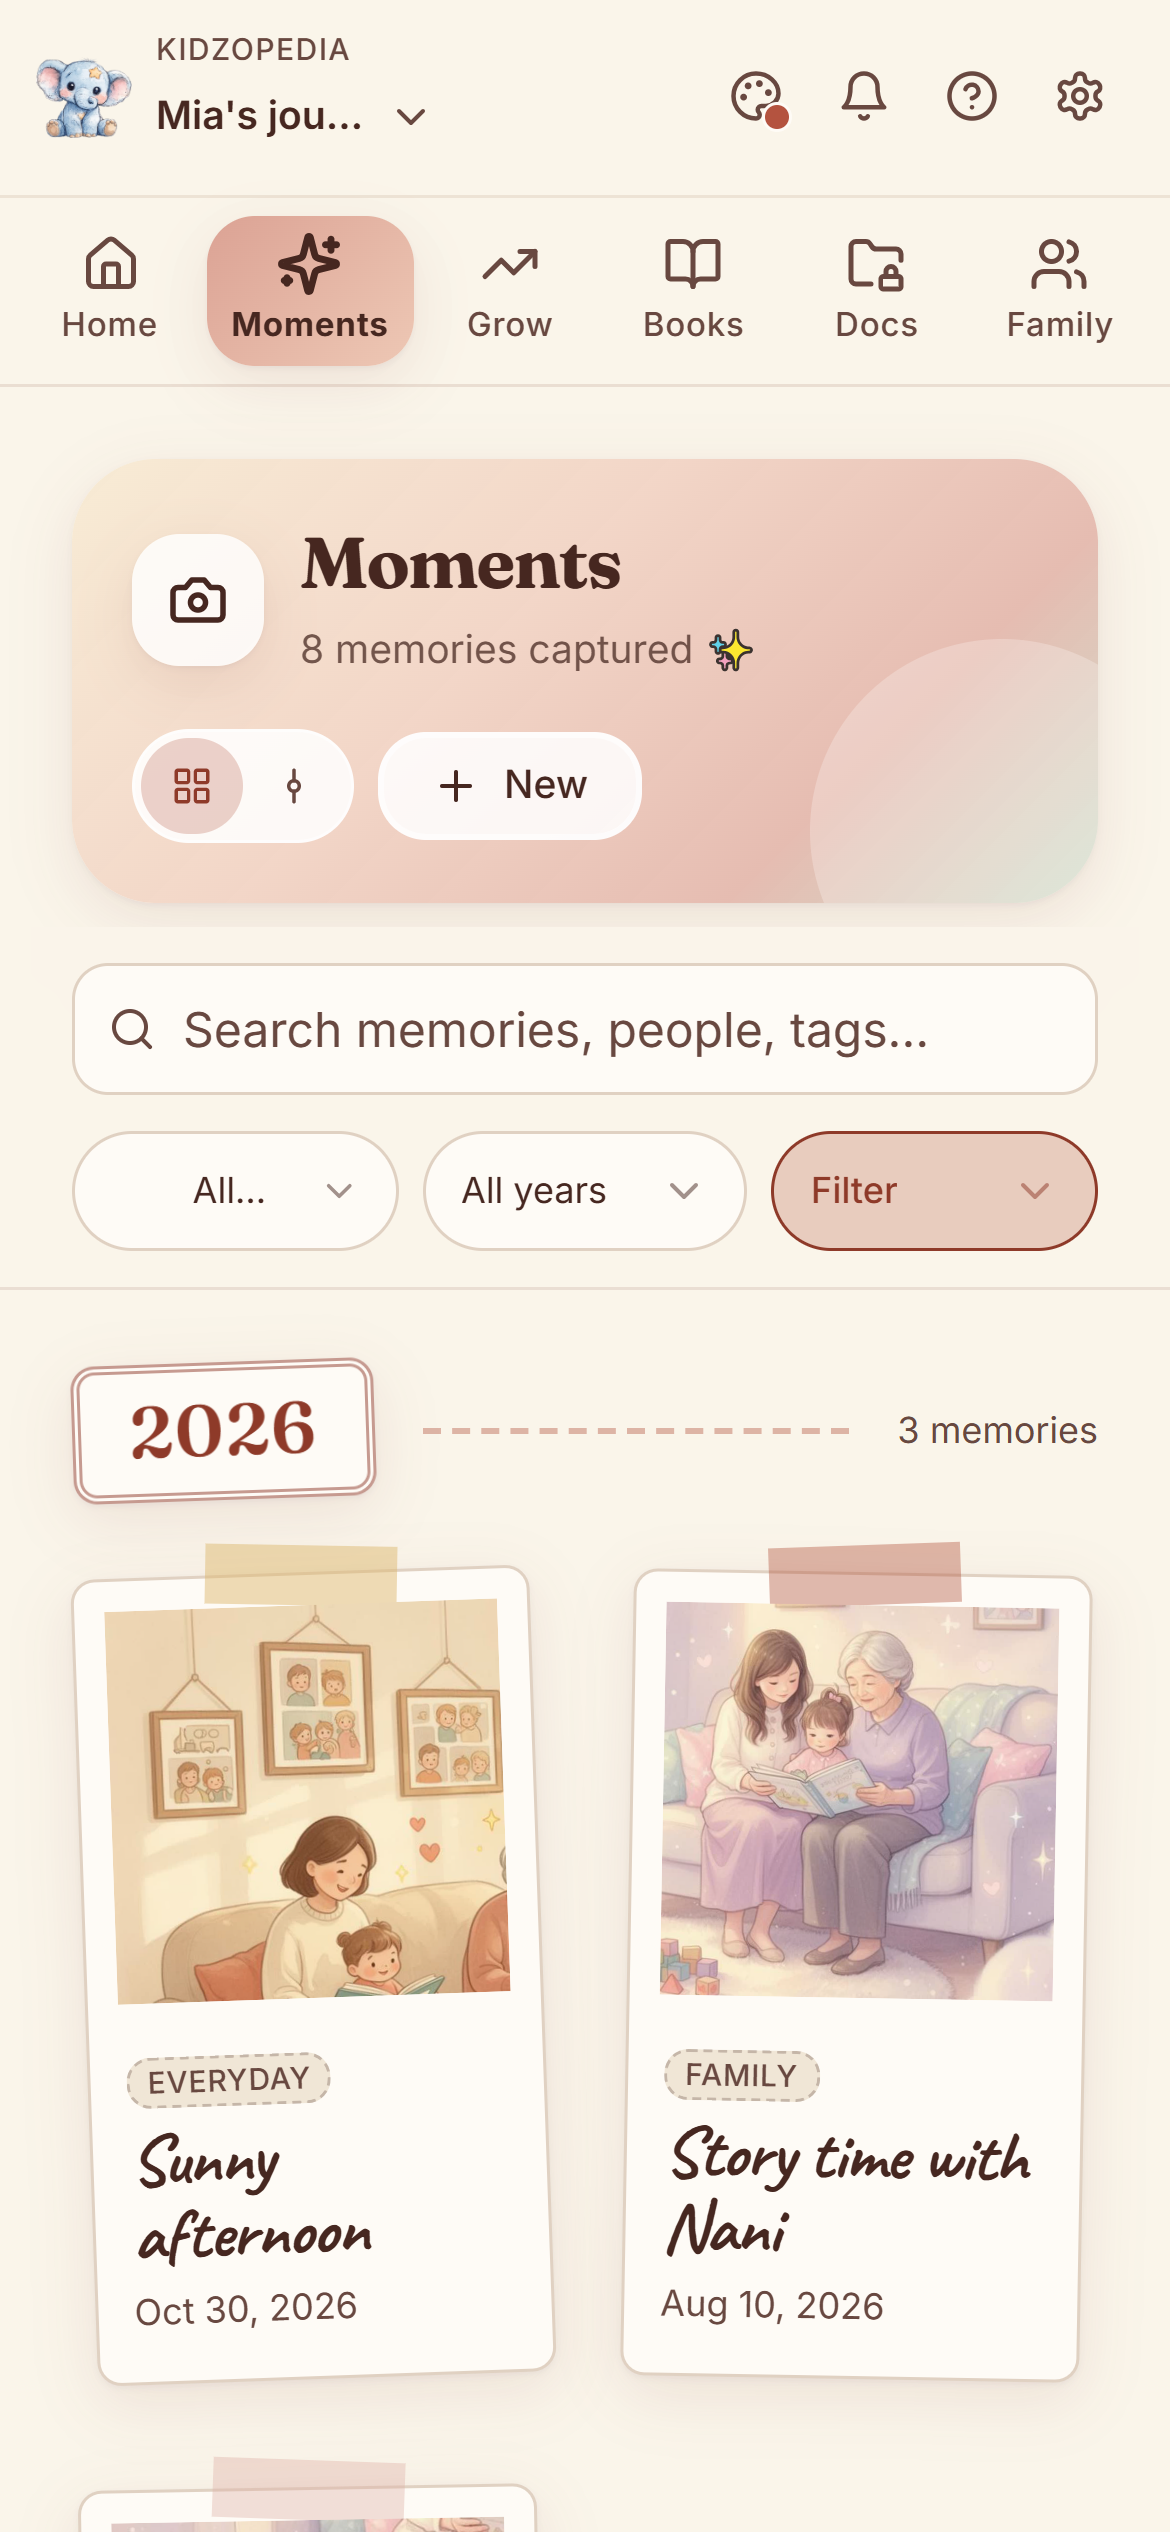 KIDZOPEDIA
Mia's jou...
Home
Moments
Grow
Books
Docs
Family
Moments
8 memories captured ✨
New
Search memories, people, tags...
All...
All years
Filter
2026
3 memories
EVERYDAY
Sunny
afternoon
Oct 30, 2026
FAMILY
Story time with
Nani
Aug 10, 2026